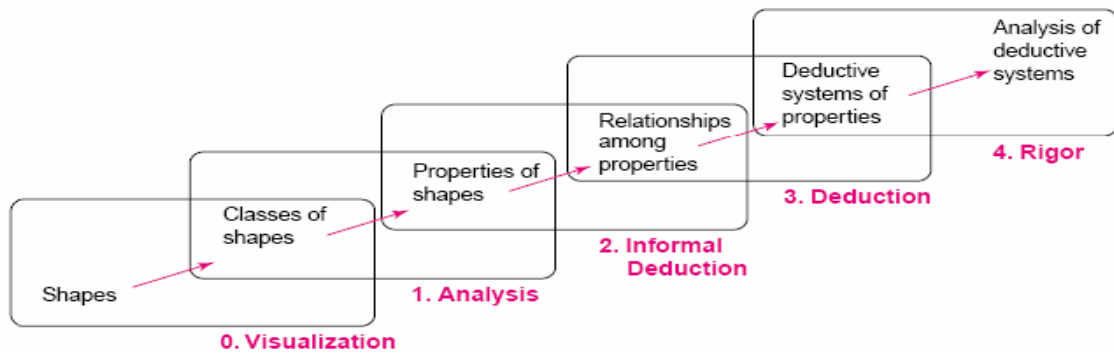 Shapes
0. Visualization
Classes of
shapes
1. Analysis
Properties of
shapes
2. Informal
Deduction
Relationships
among
properties
3. Deduction
Deductive
systems of
properties
4. Rigor
Analysis of
deductive
systems